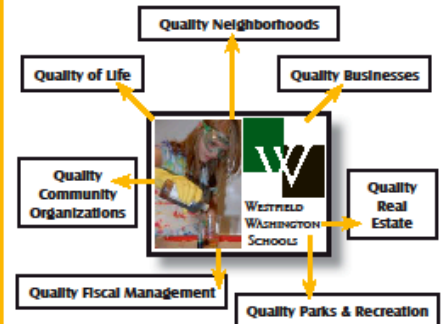 Quality Neighborhoods
Quality of Life
Quality Businesses
Quality
Community
Organizations
W
WESTFIELD
WASHINGTON
SCHOOLS
Quality
Real
Estate
Quality Fiscal Management
Quality Parks & Recreation